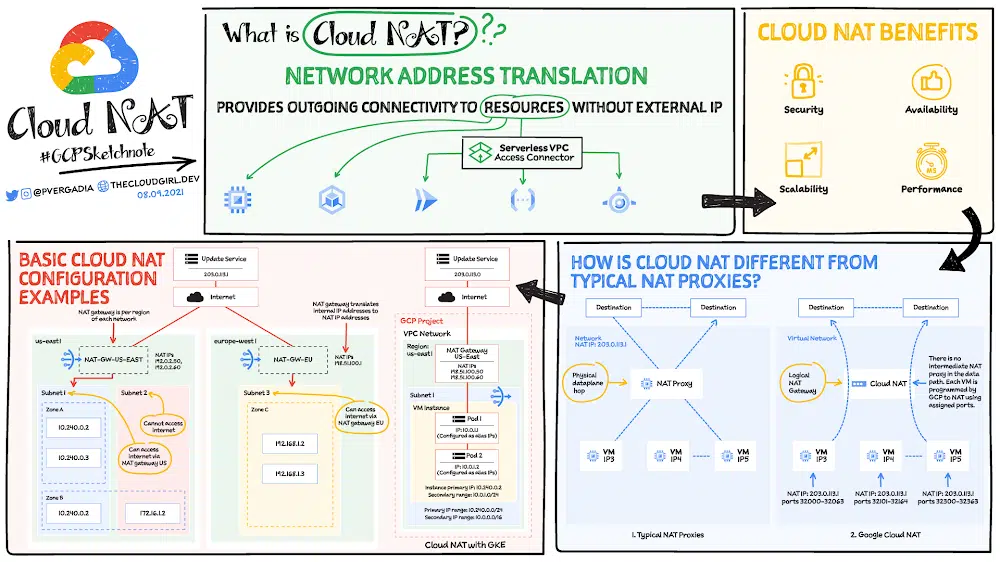 Cloud NAT
#GCPSketchnote
@PVERGADIA THECLOUDGIRL.DEV
08.09.2021
What is Cloud NAT???
NETWORK ADDRESS TRANSLATION
PROVIDES OUTGOING CONNECTIVITY TO RESOURCES WITHOUT EXTERNAL IP
Serverless VPC
Access Connector
CLOUD NAT BENEFITS
Security
Availability
Scalability
MS
Performance
HOW IS CLOUD NAT DIFFERENT FROM
TYPICAL NAT PROXIES?
Destination
Destination
Network
NAT IP: 203.0.113.1
Physical
dataplane
hop
NAT Proxy
VM
IP3
VM
IP4
VM
IP5
1. Typical NAT Proxies
Destination
Destination
Virtual Network
Logical
NAT
Gateway
Cloud NAT
There is no
intermediate NAT
proxy in the data
path. Each VM is
programmed by
GCP to NAT using
assigned ports.
VM
IP3
VM
IP4
VM
IP5
NAT IP: 203.0.113.1
ports 32000-32063
NAT IP: 203.0.113.1
ports 32101-32164
NAT IP: 203.0.113.1
ports 32300-32363
2. Google Cloud NAT
BASIC CLOUD NAT
CONFIGURATION
EXAMPLES
Update Service
203.0.113.1
Internet
NAT gateway is per region
of each network
NAT gateway translates
internal IP addresses to
NAT IP addresses
us-east1
NAT-GW-US-EAST
NAT IPs
192.0.2.50,
192.0.2.60
Subnet 1
Subnet 2
Zone A
10.240.0.2
10.240.0.3
Cannot access
internet
Can access
internet via
NAT gateway US
Zone B
10.240.0.2
172.16.1.2
europe-west1
NAT-GW-EU
NAT IPs
198.51.100.1
Subnet 3
Zone C
Can access
internet via
NAT gateway EU
192.168.1.2
192.168.1.3
Update Service
203.0.113.0
Internet
GCP Project
VPC Network
Region:
us-east1
NAT Gateway
US-East
NAT IPs
198.51.100.50
198.51.100.60
Subnet 1
VM Instance
Pod 1
IP: 10.0.1.1
(Configured as alias IPs)
Pod 2
IP: 10.0.1.2
(Configured as alias IPs)
Instance primary IP: 10.240.0.2
Secondary range: 10.0.1.0/24
Primary IP range: 10.240.0.0/24
Secondary IP range: 10.0.0.0/16
Cloud NAT with GKE